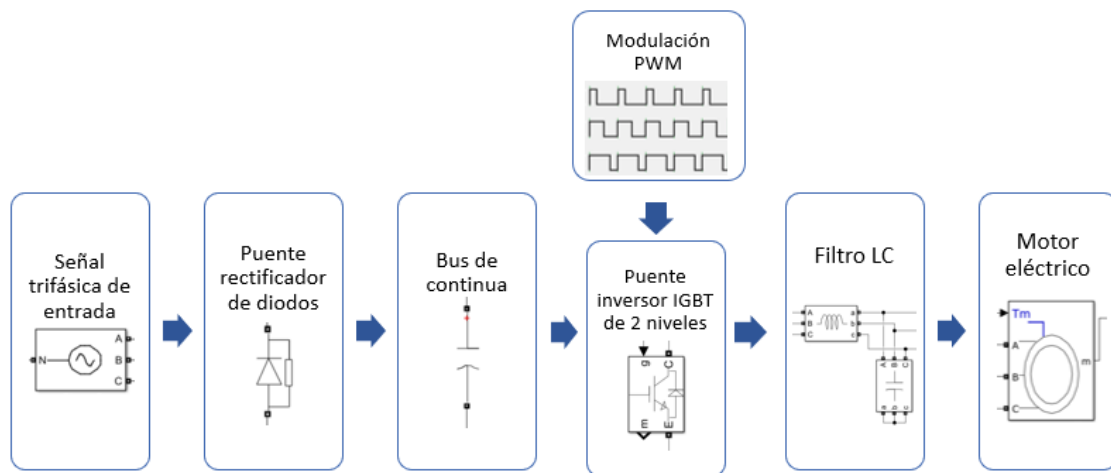 Modulación
PWM
Señal
trifásica de
entrada
N
A
B
C
Puente
rectificador
de diodos
Bus de
continua
+
Puente
inversor IGBT
de 2 niveles
g
C
m
E
Filtro LC
A
B
C
a
b
c
A
B
C
a
b
c
Motor
eléctrico
Tm
A
B
C
m